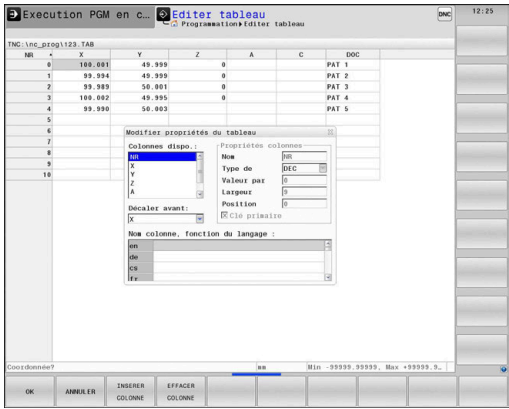 Execution PGM en c... Editer tableau DNC 12:25
Programmation▸Editer tableau
TNC:\nc_prog\123.TAB
NR X Y Z A C DOC
0 100.001 49.999 0 PAT 1
1 99.994 49.999 0 PAT 2
2 99.989 50.001 0 PAT 3
3 100.002 49.995 0 PAT 4
4 99.990 50.003 PAT 5
5
6
7
8
9
10
Modifier propriétés du tableau
Colonnes dispo.: Propriétés colonnes
NR Nom NR
X Type de DEC
Y Valeur par 0
Z Largeur 9
A Position 0
Décaler avant: Clé primaire
X
Nom colonne, fonction du langage :
en
de
cs
fr
Coordonnée? mm Min -99999.99999, Max +99999.9…
OK ANNULER INSERER COLONNE EFFACER COLONNE